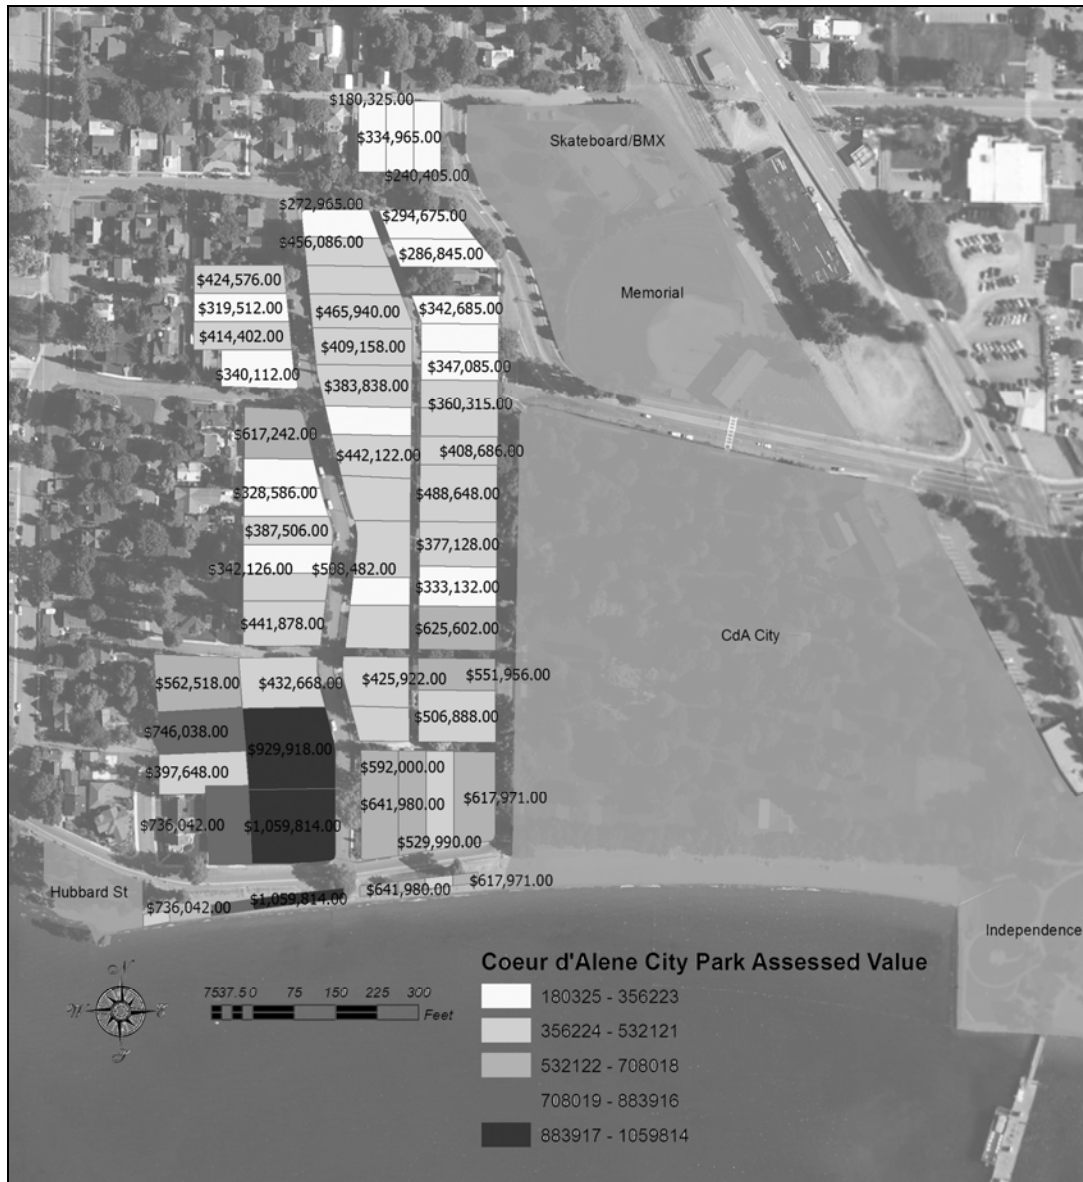 $180,325.00
Skateboard/BMX
$334,965.00
$240,405.00
$272,965.00
$294,675.00
$456,086.00
$286,845.00
$424,576.00
Memorial
$319,512.00
$465,940.00
$342,685.00
$414,402.00
$409,158.00
$347,085.00
$340,112.00
$383,838.00
$360,315.00
$617,242.00
$442,122.00
$408,686.00
$328,586.00
$488,648.00
$387,506.00
$377,128.00
$342,126.00
$508,482.00
$333,132.00
$441,878.00
$625,602.00
CdA City
$562,518.00
$432,668.00
$425,922.00
$551,956.00
$746,038.00
$506,888.00
$929,918.00
$397,648.00
$592,000.00
$641,980.00
$617,971.00
$736,042.00
$1,059,814.00
$529,990.00
Hubbard St
$1,059,814.00
$641,980.00
$617,971.00
$736,042.00
Independence
Coeur d'Alene City Park Assessed Value
N
W
E
S
75 37.5 0 75 150 225 300
Feet
180325 - 356223
356224 - 532121
532122 - 708018
708019 - 883916
883917 - 1059814